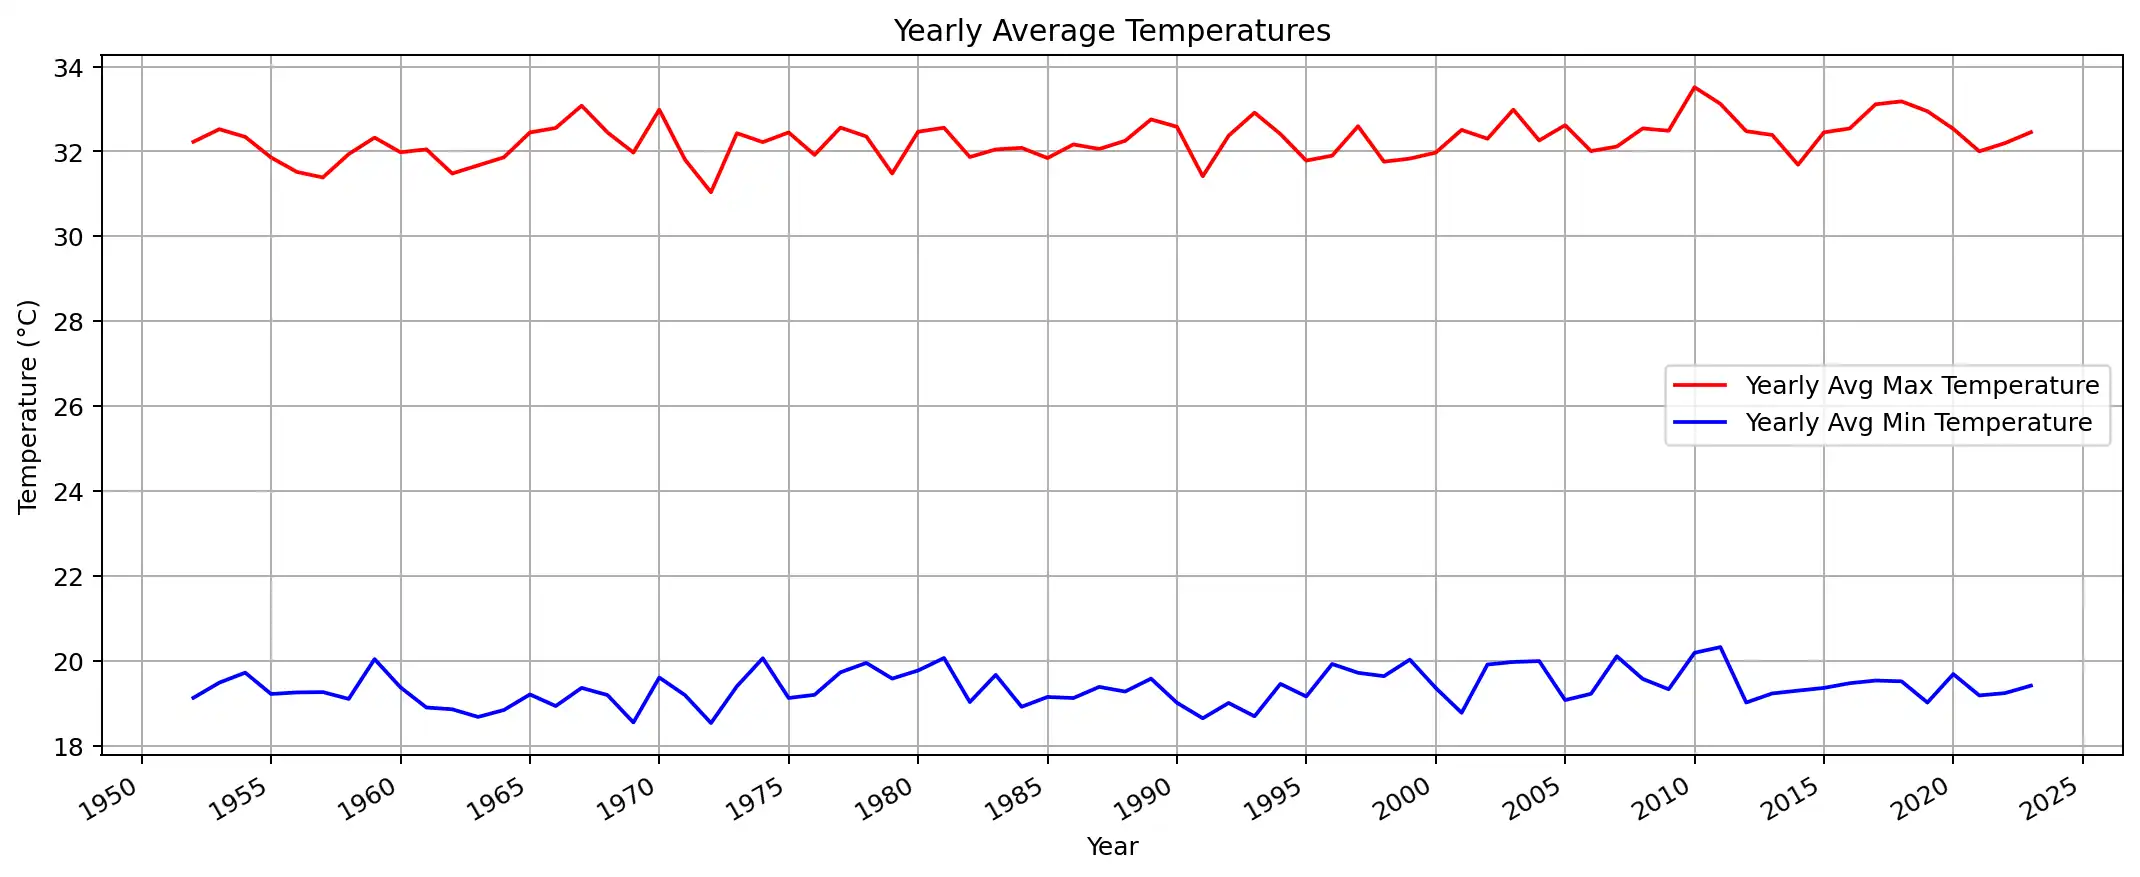 Yearly Average Temperatures
34
32
30
28
26
24
22
20
18
Temperature (°C)
Yearly Avg Max Temperature
Yearly Avg Min Temperature
1950 1955 1960 1965 1970 1975 1980 1985 1990 1995 2000 2005 2010 2015 2020 2025
Year